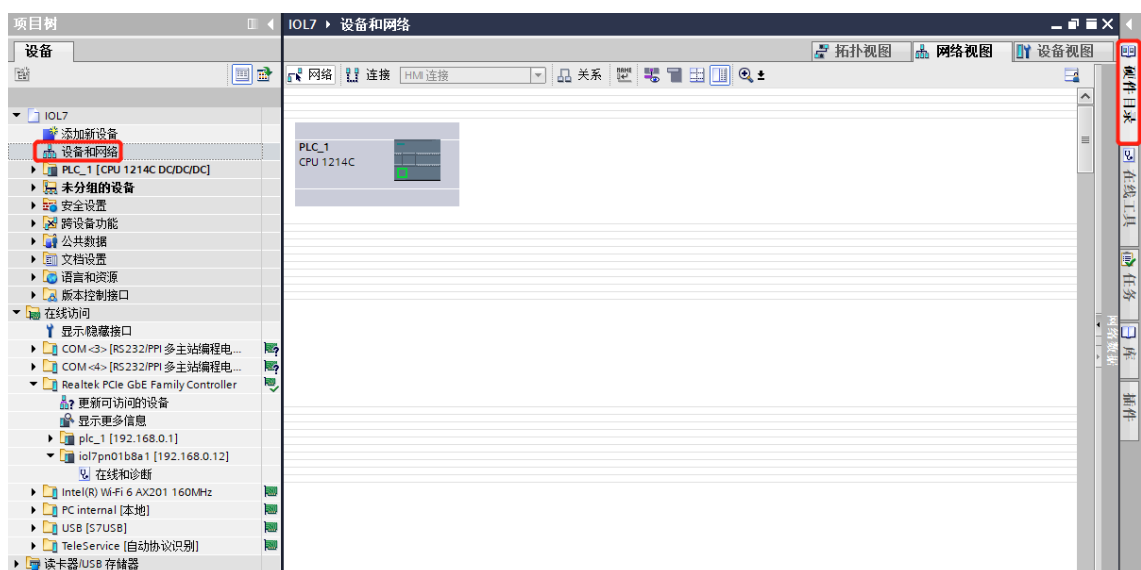 项目树
IOL7 ▸ 设备和网络
设备
拓扑视图
网络视图
设备视图
网络
连接
HMI 连接
关系
IOL7
添加新设备
设备和网络
PLC_1 [CPU 1214C DC/DC/DC]
未分组的设备
安全设置
跨设备功能
公共数据
文档设置
语言和资源
版本控制接口
在线访问
显示/隐藏接口
COM <3> [RS232/PPI 多主站编程电...
COM <4> [RS232/PPI 多主站编程电...
Realtek PCIe GbE Family Controller
更新可访问的设备
显示更多信息
plc_1 [192.168.0.1]
iol7pn01b8a1 [192.168.0.12]
在线和诊断
Intel(R) Wi-Fi 6 AX201 160MHz
PC internal [本地]
USB [S7USB]
TeleService [自动协议识别]
读卡器/USB 存储器
PLC_1
CPU 1214C
网络数据
硬件目录
在线工具
任务
库
插件